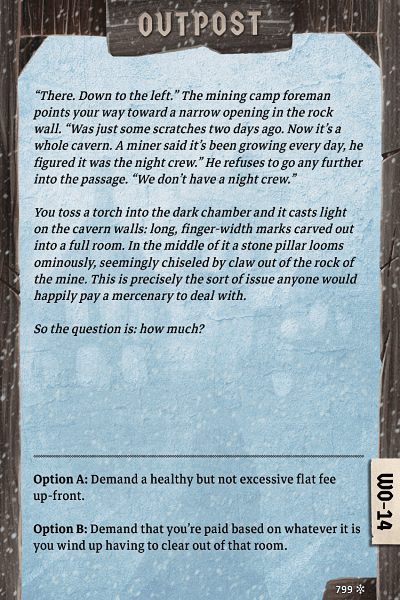 OUTPOST
“There. Down to the left.” The mining camp foreman
points your way toward a narrow opening in the rock
wall. “Was just some scratches two days ago. Now it’s a
whole cavern. A miner said it’s been growing every day, he
figured it was the night crew.” He refuses to go any further
into the passage. “We don’t have a night crew.”
You toss a torch into the dark chamber and it casts light
on the cavern walls: long, finger-width marks carved out
into a full room. In the middle of it a stone pillar looms
ominously, seemingly chiseled by claw out of the rock of
the mine. This is precisely the sort of issue anyone would
happily pay a mercenary to deal with.
So the question is: how much?
Option A: Demand a healthy but not excessive flat fee
up-front.
Option B: Demand that you’re paid based on whatever it is
you wind up having to clear out of that room.
WO-14
799